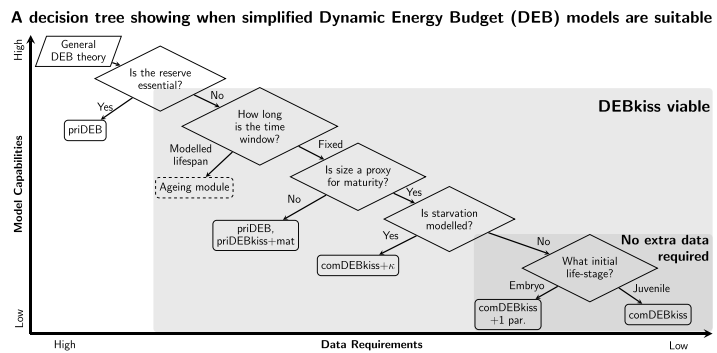 A decision tree showing when simplified Dynamic Energy Budget (DEB) models are suitable
High
General
DEB theory
Is the reserve
essential?
Yes
No
priDEB
DEBkiss viable
How long
is the time
window?
Modelled
lifespan
Fixed
Ageing module
Is size a proxy
for maturity?
No
Yes
priDEB,
priDEBkiss+mat
Is starvation
modelled?
Yes
No
comDEBkiss+κ
No extra data
required
What initial
life-stage?
Embryo
Juvenile
comDEBkiss
+1 par.
comDEBkiss
Model Capabilities
Low
High
Data Requirements
Low